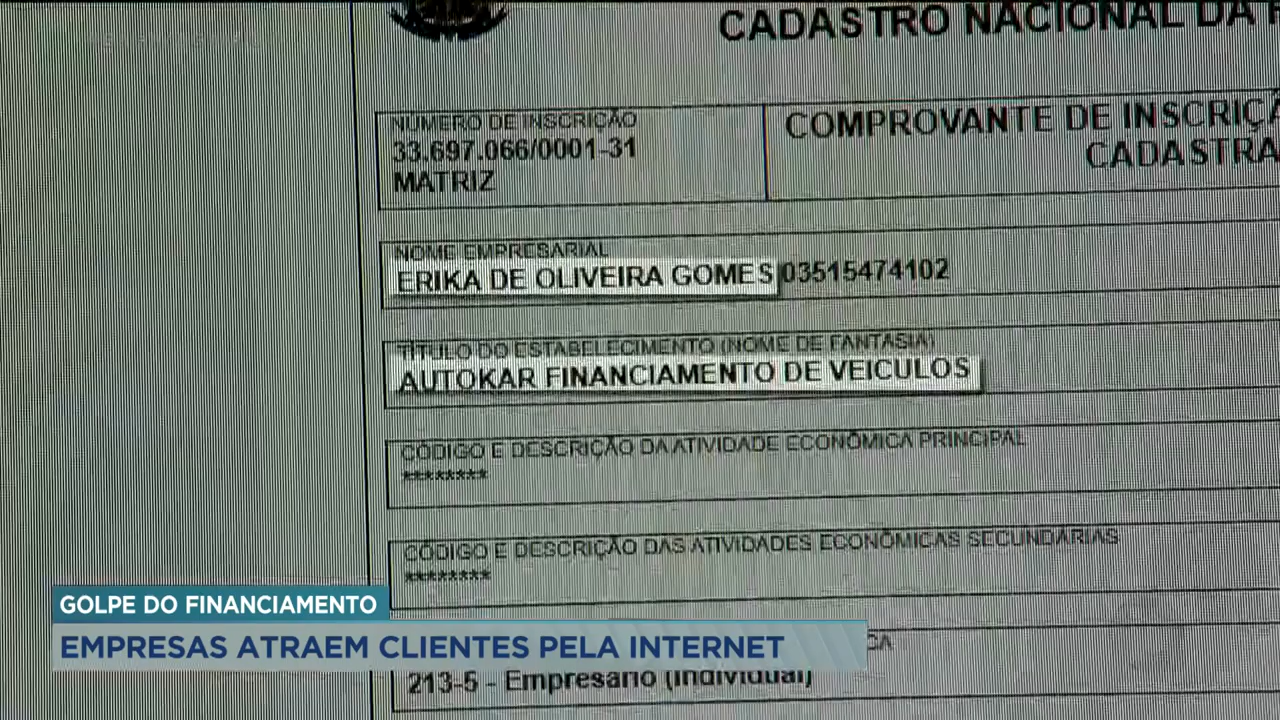 CADASTRO NACIONAL DA
NÚMERO DE INSCRIÇÃO
33.697.066/0001-31
MATRIZ
COMPROVANTE DE INSCRIÇÃ
CADASTRA
NOME EMPRESARIAL
ERIKA DE OLIVEIRA GOMES 03515474102
TÍTULO DO ESTABELECIMENTO (NOME DE FANTASIA)
AUTOKAR FINANCIAMENTO DE VEICULOS
CÓDIGO E DESCRIÇÃO DA ATIVIDADE ECONÔMICA PRINCIPAL
********
CÓDIGO E DESCRIÇÃO DAS ATIVIDADES ECONÔMICAS SECUNDÁRIAS
********
GOLPE DO FINANCIAMENTO
EMPRESAS ATRAEM CLIENTES PELA INTERNET
213-5 - Empresário (Individual)